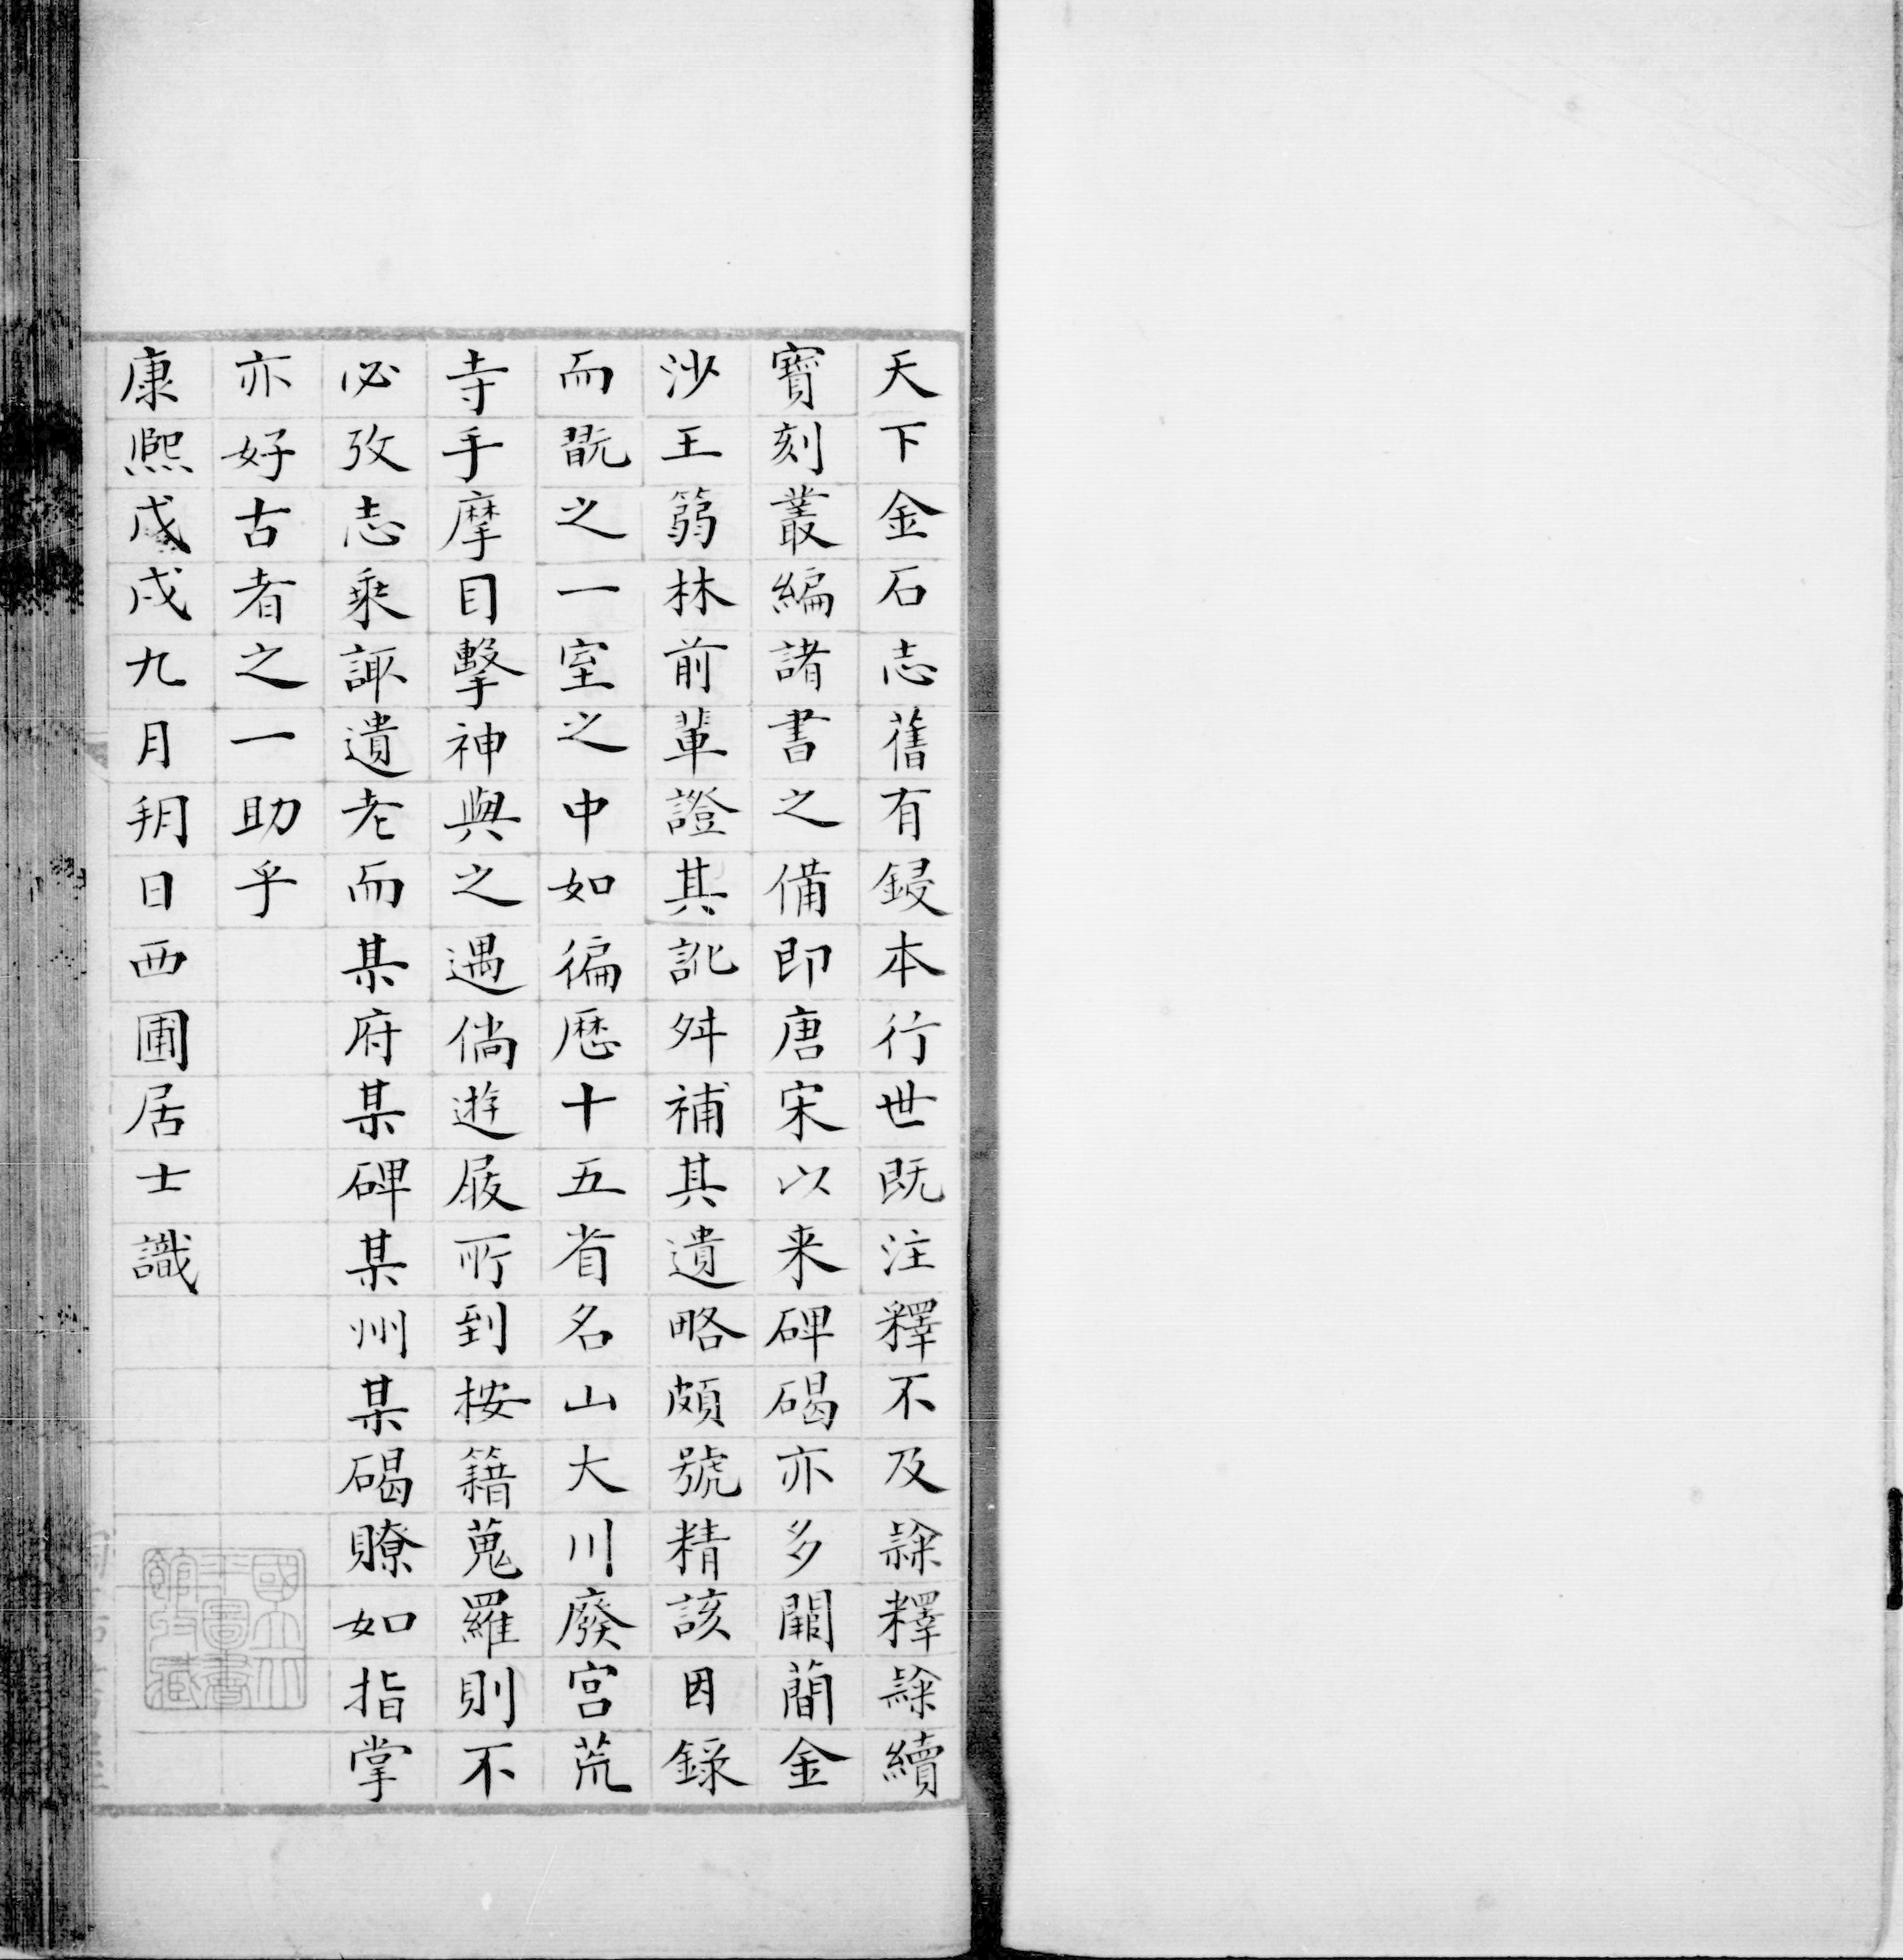 天下金石志舊有鋟本行世既注釋不及隸釋隸續
寶刻叢編諸書之備即唐宋以来碑碣亦多闕蕳金
沙王篛林前輩證其訛舛補其遺略頗號精該因錄
而翫之一室之中如徧歴十五省名山大川廢宫荒
寺手摩目擊神與之遇倘遊屐所到按籍蒐羅則不
必攷志乘諏遺老而某府某碑某州某碣瞭如指掌
亦好古者之一助乎
康熙戊戌九月朔日西圃居士識
國立北
平圖書
館收藏